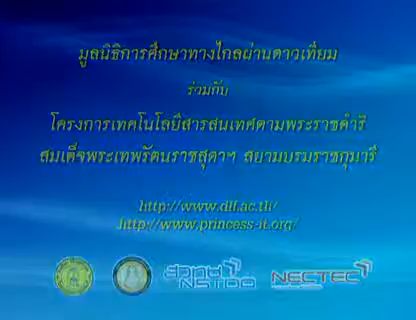 มูลนิธิการศึกษาทางไกลผ่านดาวเทียม
ร่วมกับ
โครงการเทคโนโลยีสารสนเทศตามพระราชดำริ
สมเด็จพระเทพรัตนราชสุดาฯ สยามบรมราชกุมารี
http://www.dlf.ac.th/
http://www.princess-it.org/
สวทช
NSTDA
NECTEC